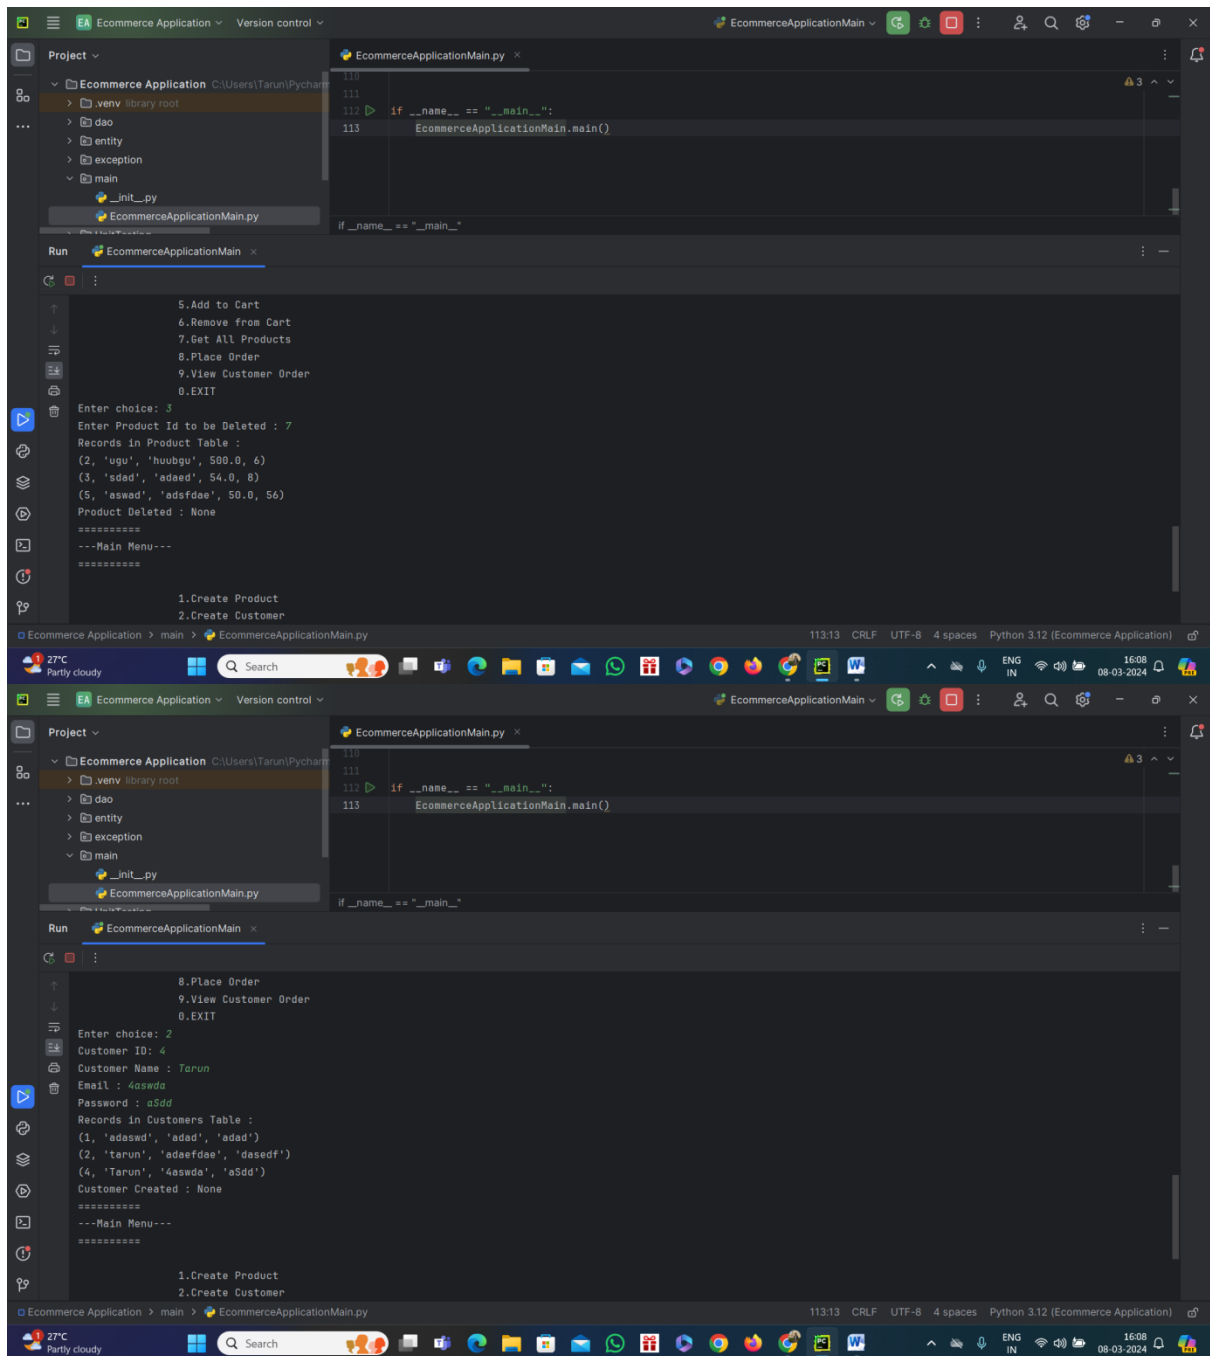 EA Ecommerce Application Version control EcommerceApplicationMain
Project EcommerceApplicationMain.py
Ecommerce Application C:\Users\Tarun\Pycharm
110
3
111
.venv library root
112 if __name__ == "__main__":
dao
113 EcommerceApplicationMain.main()
entity
exception
main
__init__.py
EcommerceApplicationMain.py
if __name__ == "__main__"
UnitTesting
Run EcommerceApplicationMain
5.Add to Cart
6.Remove from Cart
7.Get All Products
8.Place Order
9.View Customer Order
0.EXIT
Enter choice: 3
Enter Product Id to be Deleted : 7
Records in Product Table :
(2, 'ugu', 'huubgu', 500.0, 6)
(3, 'sdad', 'adaed', 54.0, 8)
(5, 'aswad', 'adsfdae', 50.0, 56)
Product Deleted : None
==========
---Main Menu---
==========
1.Create Product
2.Create Customer
Ecommerce Application > main > EcommerceApplicationMain.py 113:13 CRLF UTF-8 4 spaces Python 3.12 (Ecommerce Application)
1 27°C Search ENG 16:08
Partly cloudy IN 08-03-2024
EA Ecommerce Application Version control EcommerceApplicationMain
Project EcommerceApplicationMain.py
Ecommerce Application C:\Users\Tarun\Pycharm
110
3
111
.venv library root
112 if __name__ == "__main__":
dao
113 EcommerceApplicationMain.main()
entity
exception
main
__init__.py
EcommerceApplicationMain.py
if __name__ == "__main__"
UnitTesting
Run EcommerceApplicationMain
8.Place Order
9.View Customer Order
0.EXIT
Enter choice: 2
Customer ID: 4
Customer Name : Tarun
Email : 4aswda
Password : aSdd
Records in Customers Table :
(1, 'adaswd', 'adad', 'adad')
(2, 'tarun', 'adaefdae', 'dasedf')
(4, 'Tarun', '4aswda', 'aSdd')
Customer Created : None
==========
---Main Menu---
==========
1.Create Product
2.Create Customer
Ecommerce Application > main > EcommerceApplicationMain.py 113:13 CRLF UTF-8 4 spaces Python 3.12 (Ecommerce Application)
1 27°C Search ENG 16:08
Partly cloudy IN 08-03-2024